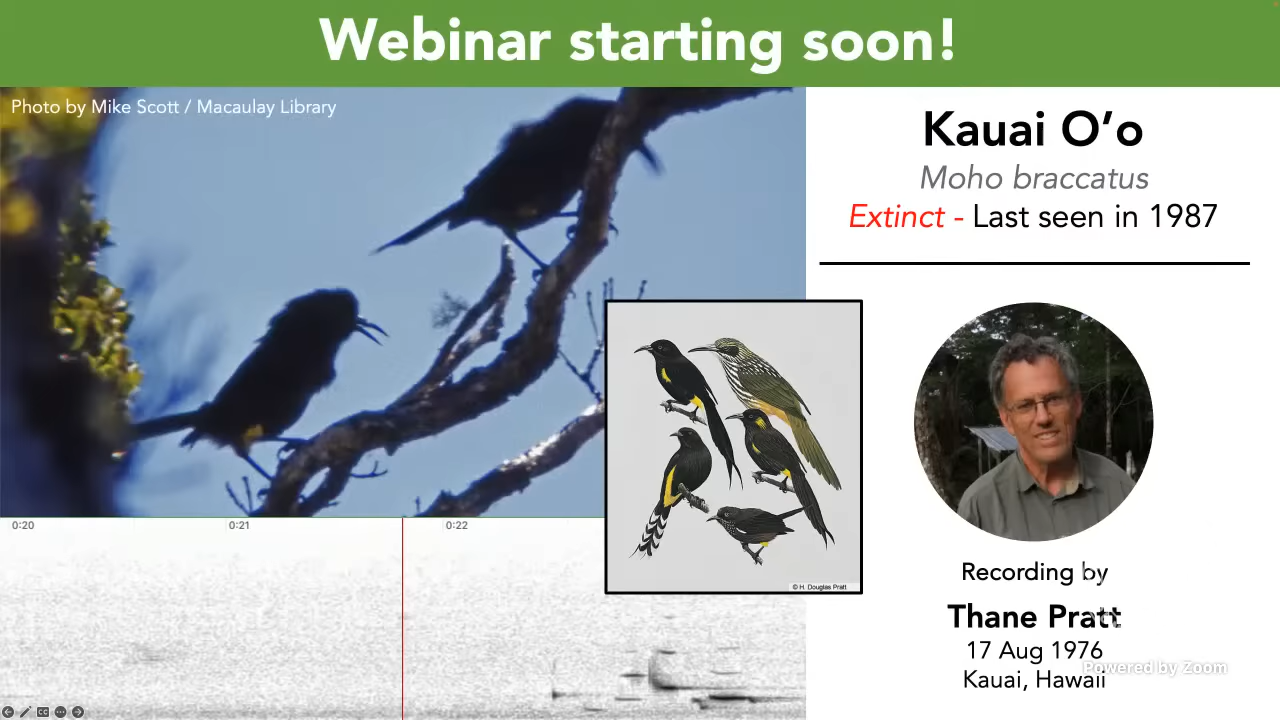 Webinar starting soon!
Photo by Mike Scott / Macaulay Library
Kauai O’o
Moho braccatus
Extinct - Last seen in 1987
0:20
0:21
0:22
© H. Douglas Pratt
Recording by
Thane Pratt
17 Aug 1976
Kauai, Hawaii
Powered by Zoom
CC